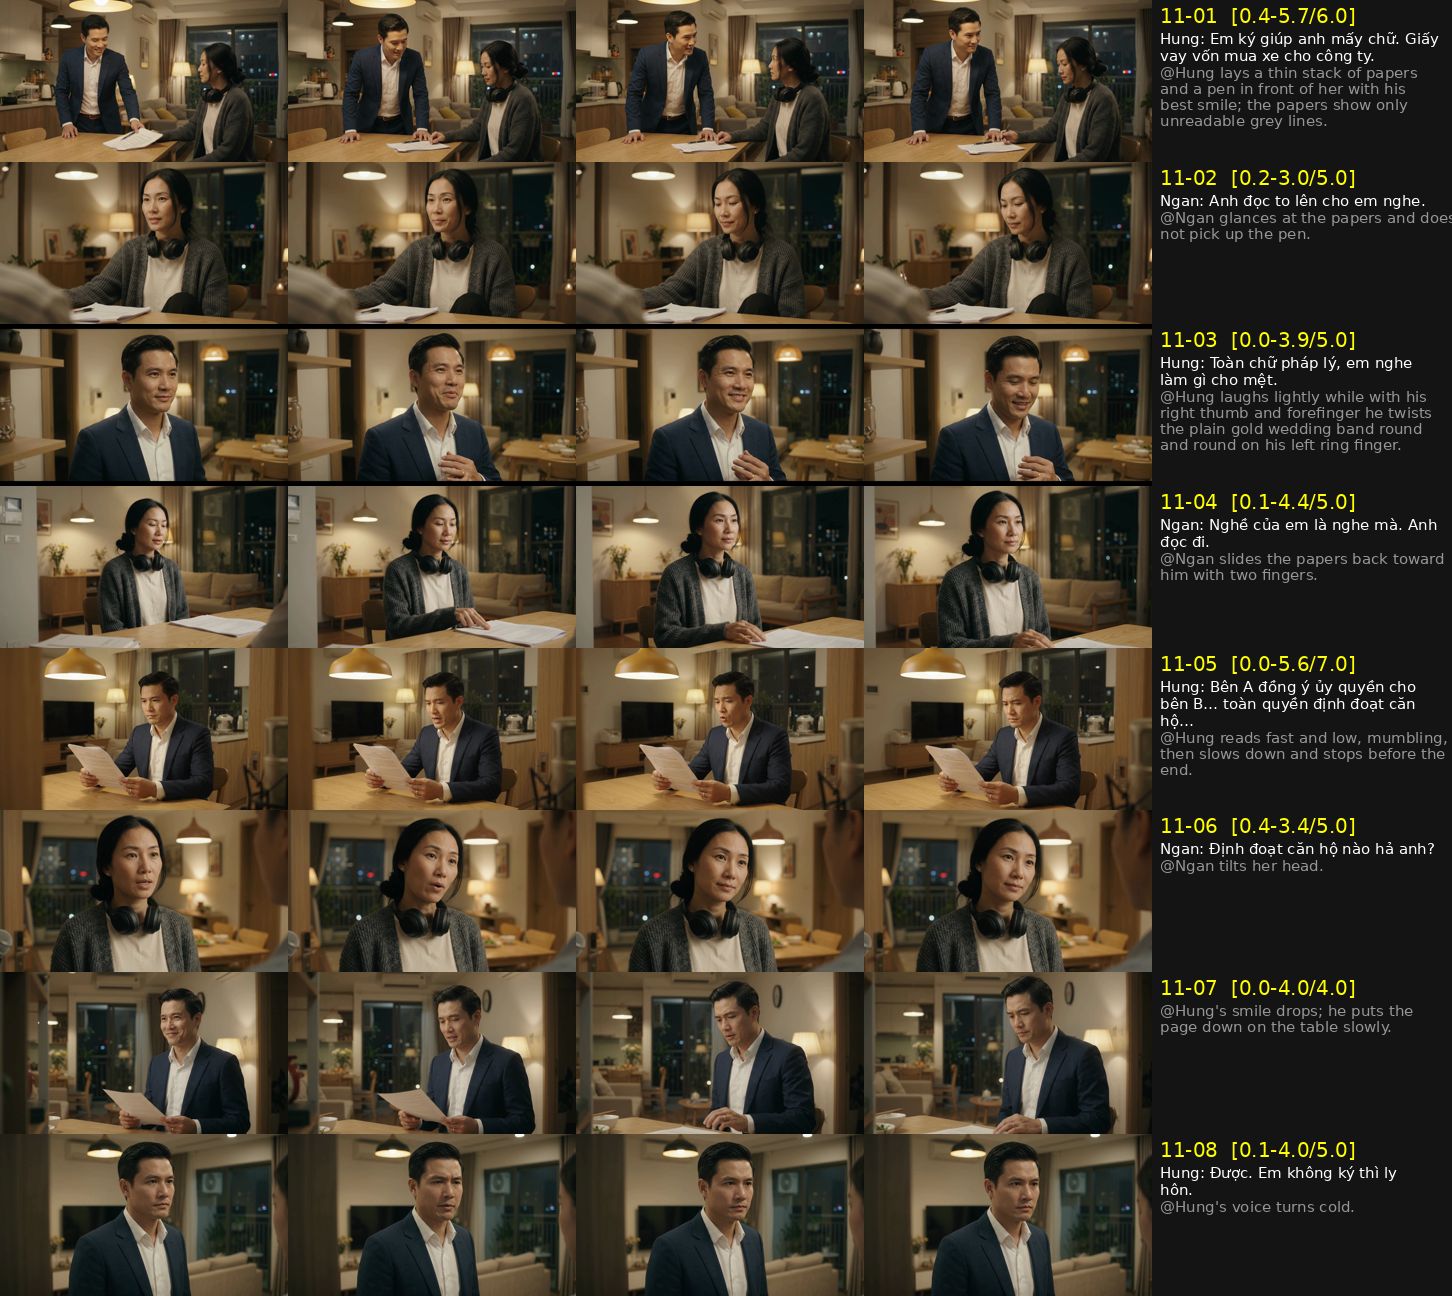 11-01 [0.4-5.7/6.0]
Hung: Em ký giúp anh mấy chữ. Giấy
vay vốn mua xe cho công ty.
@Hung lays a thin stack of papers
and a pen in front of her with his
best smile; the papers show only
unreadable grey lines.
11-02 [0.2-3.0/5.0]
Ngan: Anh đọc to lên cho em nghe.
@Ngan glances at the papers and does
not pick up the pen.
11-03 [0.0-3.9/5.0]
Hung: Toàn chữ pháp lý, em nghe
làm gì cho mệt.
@Hung laughs lightly while with his
right thumb and forefinger he twists
the plain gold wedding band round
and round on his left ring finger.
11-04 [0.1-4.4/5.0]
Ngan: Nghề của em là nghe mà. Anh
đọc đi.
@Ngan slides the papers back toward
him with two fingers.
11-05 [0.0-5.6/7.0]
Hung: Bên A đồng ý ủy quyền cho
bên B... toàn quyền định đoạt căn
hộ...
@Hung reads fast and low, mumbling,
then slows down and stops before the
end.
11-06 [0.4-3.4/5.0]
Ngan: Định đoạt căn hộ nào hả anh?
@Ngan tilts her head.
11-07 [0.0-4.0/4.0]
@Hung's smile drops; he puts the
page down on the table slowly.
11-08 [0.1-4.0/5.0]
Hung: Được. Em không ký thì ly
hôn.
@Hung's voice turns cold.